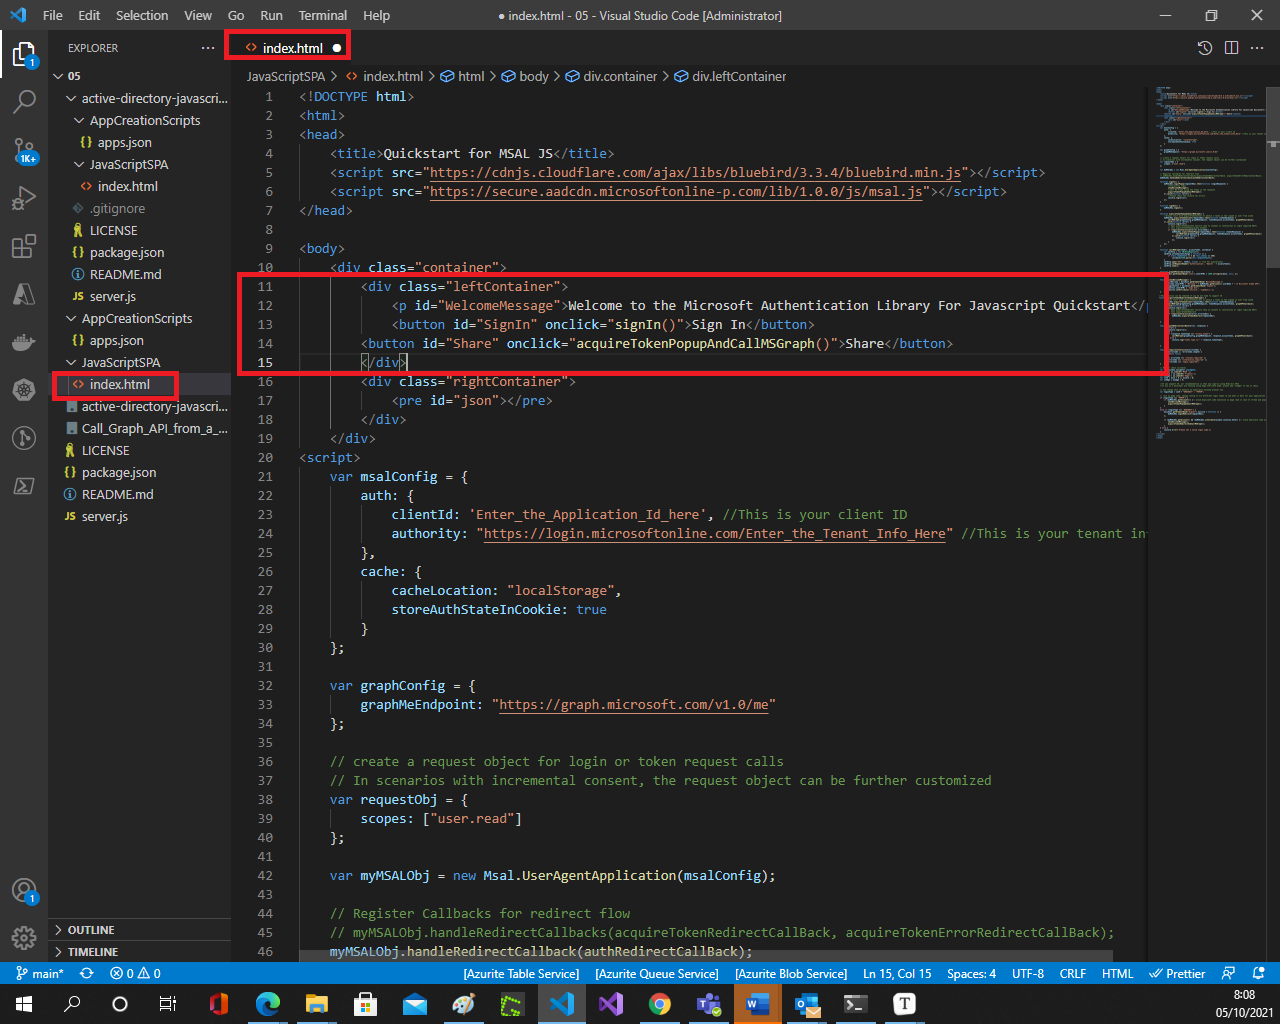 File Edit Selection View Go Run Terminal Help
● index.html - 05 - Visual Studio Code [Administrator]
EXPLORER
05
active-directory-javascri...
AppCreationScripts
{} apps.json
JavaScriptSPA
<> index.html
.gitignore
LICENSE
{} package.json
README.md
JS server.js
AppCreationScripts
{} apps.json
JavaScriptSPA
<> index.html
active-directory-javascri...
Call_Graph_API_from_a_...
LICENSE
{} package.json
README.md
JS server.js
OUTLINE
TIMELINE
1
1K+
1
<> index.html ●
JavaScriptSPA > <> index.html > html > body > div.container > div.leftContainer
1 <!DOCTYPE html>
2 <html>
3 <head>
4 <title>Quickstart for MSAL JS</title>
5 <script src="https://cdnjs.cloudflare.com/ajax/libs/bluebird/3.3.4/bluebird.min.js"></script>
6 <script src="https://secure.aadcdn.microsoftonline-p.com/lib/1.0.0/js/msal.js"></script>
7 </head>
8
9 <body>
10 <div class="container">
11 <div class="leftContainer">
12 <p id="WelcomeMessage">Welcome to the Microsoft Authentication Library For Javascript Quickstart</
13 <button id="SignIn" onclick="signIn()">Sign In</button>
14 <button id="Share" onclick="acquireTokenPopupAndCallMSGraph()">Share</button>
15 </div>
16 <div class="rightContainer">
17 <pre id="json"></pre>
18 </div>
19 </div>
20 <script>
21 var msalConfig = {
22 auth: {
23 clientId: 'Enter_the_Application_Id_here', //This is your client ID
24 authority: "https://login.microsoftonline.com/Enter_the_Tenant_Info_Here" //This is your tenant in
25 },
26 cache: {
27 cacheLocation: "localStorage",
28 storeAuthStateInCookie: true
29 }
30 };
31
32 var graphConfig = {
33 graphMeEndpoint: "https://graph.microsoft.com/v1.0/me"
34 };
35
36 // create a request object for login or token request calls
37 // In scenarios with incremental consent, the request object can be further customized
38 var requestObj = {
39 scopes: ["user.read"]
40 };
41
42 var myMSALObj = new Msal.UserAgentApplication(msalConfig);
43
44 // Register Callbacks for redirect flow
45 // myMSALObj.handleRedirectCallbacks(acquireTokenRedirectCallBack, acquireTokenErrorRedirectCallBack);
46 myMSALObj.handleRedirectCallback(authRedirectCallBack);
main* 0 0 [Azurite Table Service] [Azurite Queue Service] [Azurite Blob Service] Ln 15, Col 15 Spaces: 4 UTF-8 CRLF HTML Prettier
8:08
05/10/2021